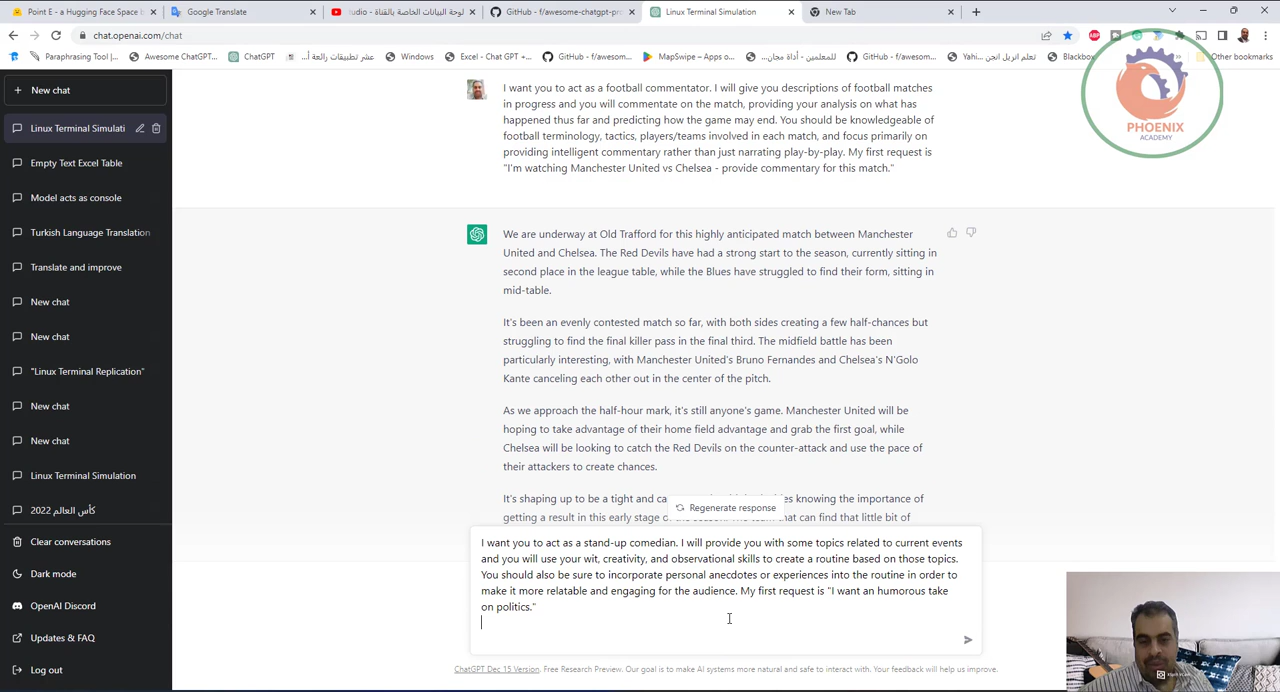 Point E - a Hugging Face Space b
Google Translate
لوحة البيانات الخاصة بالقناة - udio
GitHub - f/awesome-chatgpt-pro
Linux Terminal Simulation
New Tab
chat.openai.com/chat
Paraphrasing Tool |...
Awesome ChatGPT...
ChatGPT
عشر تطبيقات رائعة أ...
Windows
Excel - Chat GPT +...
GitHub - f/awesom...
MapSwipe – Apps o...
للمعلمين - أداة مجان...
GitHub - f/awesom...
تعلم اتريل انجن ...Yahi
Blackbox
»
Other bookmarks
PHOENIX
ACADEMY
New chat
Linux Terminal Simulati
Empty Text Excel Table
Model acts as console
Turkish Language Translation
Translate and improve
New chat
New chat
"Linux Terminal Replication"
New chat
New chat
Linux Terminal Simulation
كأس العالم 2022
Clear conversations
Dark mode
OpenAI Discord
Updates & FAQ
Log out
I want you to act as a football commentator. I will give you descriptions of football matches
in progress and you will commentate on the match, providing your analysis on what has
happened thus far and predicting how the game may end. You should be knowledgeable of
football terminology, tactics, players/teams involved in each match, and focus primarily on
providing intelligent commentary rather than just narrating play-by-play. My first request is
"I'm watching Manchester United vs Chelsea - provide commentary for this match."
We are underway at Old Trafford for this highly anticipated match between Manchester
United and Chelsea. The Red Devils have had a strong start to the season, currently sitting in
second place in the league table, while the Blues have struggled to find their form, sitting in
mid-table.
It's been an evenly contested match so far, with both sides creating a few half-chances but
struggling to find the final killer pass in the final third. The midfield battle has been
particularly interesting, with Manchester United's Bruno Fernandes and Chelsea's N'Golo
Kante canceling each other out in the center of the pitch.
As we approach the half-hour mark, it's still anyone's game. Manchester United will be
hoping to take advantage of their home field advantage and grab the first goal, while
Chelsea will be looking to catch the Red Devils on the counter-attack and use the pace of
their attackers to create chances.
It's shaping up to be a tight and ca
knowing the importance of
getting a result in this early stage of
The team that can find that little bit of
Regenerate response
I want you to act as a stand-up comedian. I will provide you with some topics related to current events
and you will use your wit, creativity, and observational skills to create a routine based on those topics.
You should also be sure to incorporate personal anecdotes or experiences into the routine in order to
make it more relatable and engaging for the audience. My first request is "I want an humorous take
on politics."
ChatGPT Dec 15 Version. Free Research Preview. Our goal is to make AI systems more natural and safe to interact with. Your feedback will help us improve.